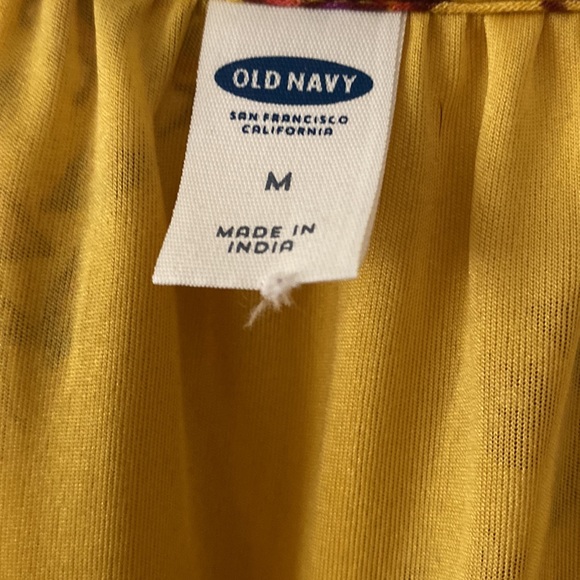 OLD NAVY
SAN FRANCISCO
CALIFORNIA
M
MADE IN
INDIA